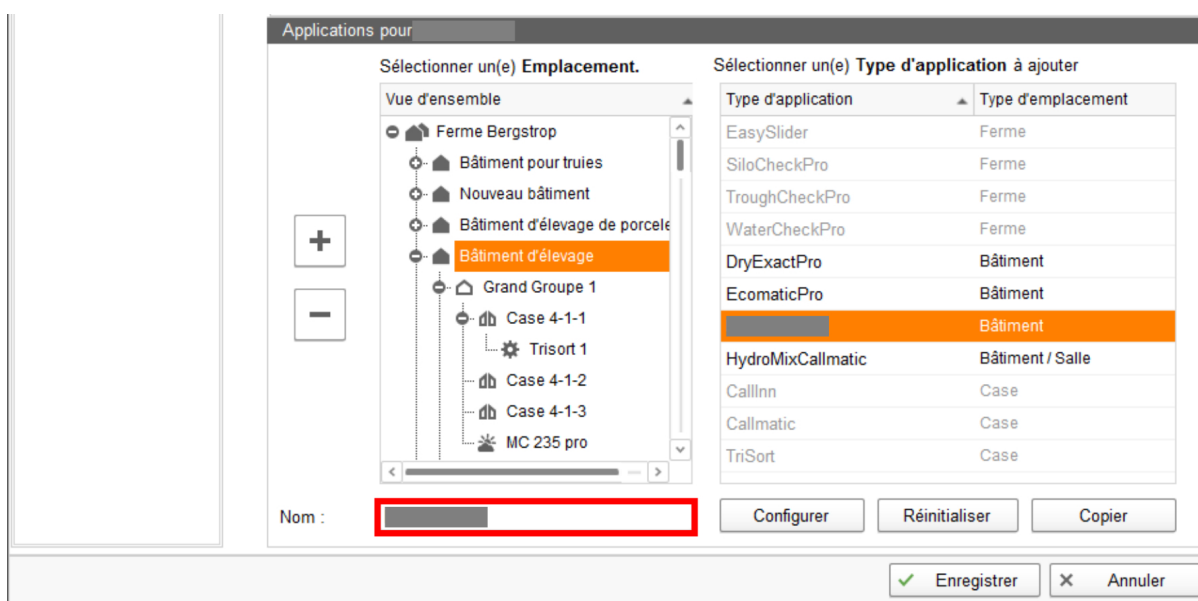 Applications pour
Sélectionner un(e) Emplacement.
Sélectionner un(e) Type d'application à ajouter
Vue d'ensemble
Type d'application Type d'emplacement
Ferme Bergstrop
Bâtiment pour truies
Nouveau bâtiment
Bâtiment d'élevage de porcele
Bâtiment d'élevage
Grand Groupe 1
Case 4-1-1
Trisort 1
Case 4-1-2
Case 4-1-3
MC 235 pro
EasySlider Ferme
SiloCheckPro Ferme
TroughCheckPro Ferme
WaterCheckPro Ferme
DryExactPro Bâtiment
EcomaticPro Bâtiment
Bâtiment
HydroMixCallmatic Bâtiment / Salle
CallInn Case
Callmatic Case
TriSort Case
Nom :
Configurer Réinitialiser Copier
Enregistrer Annuler